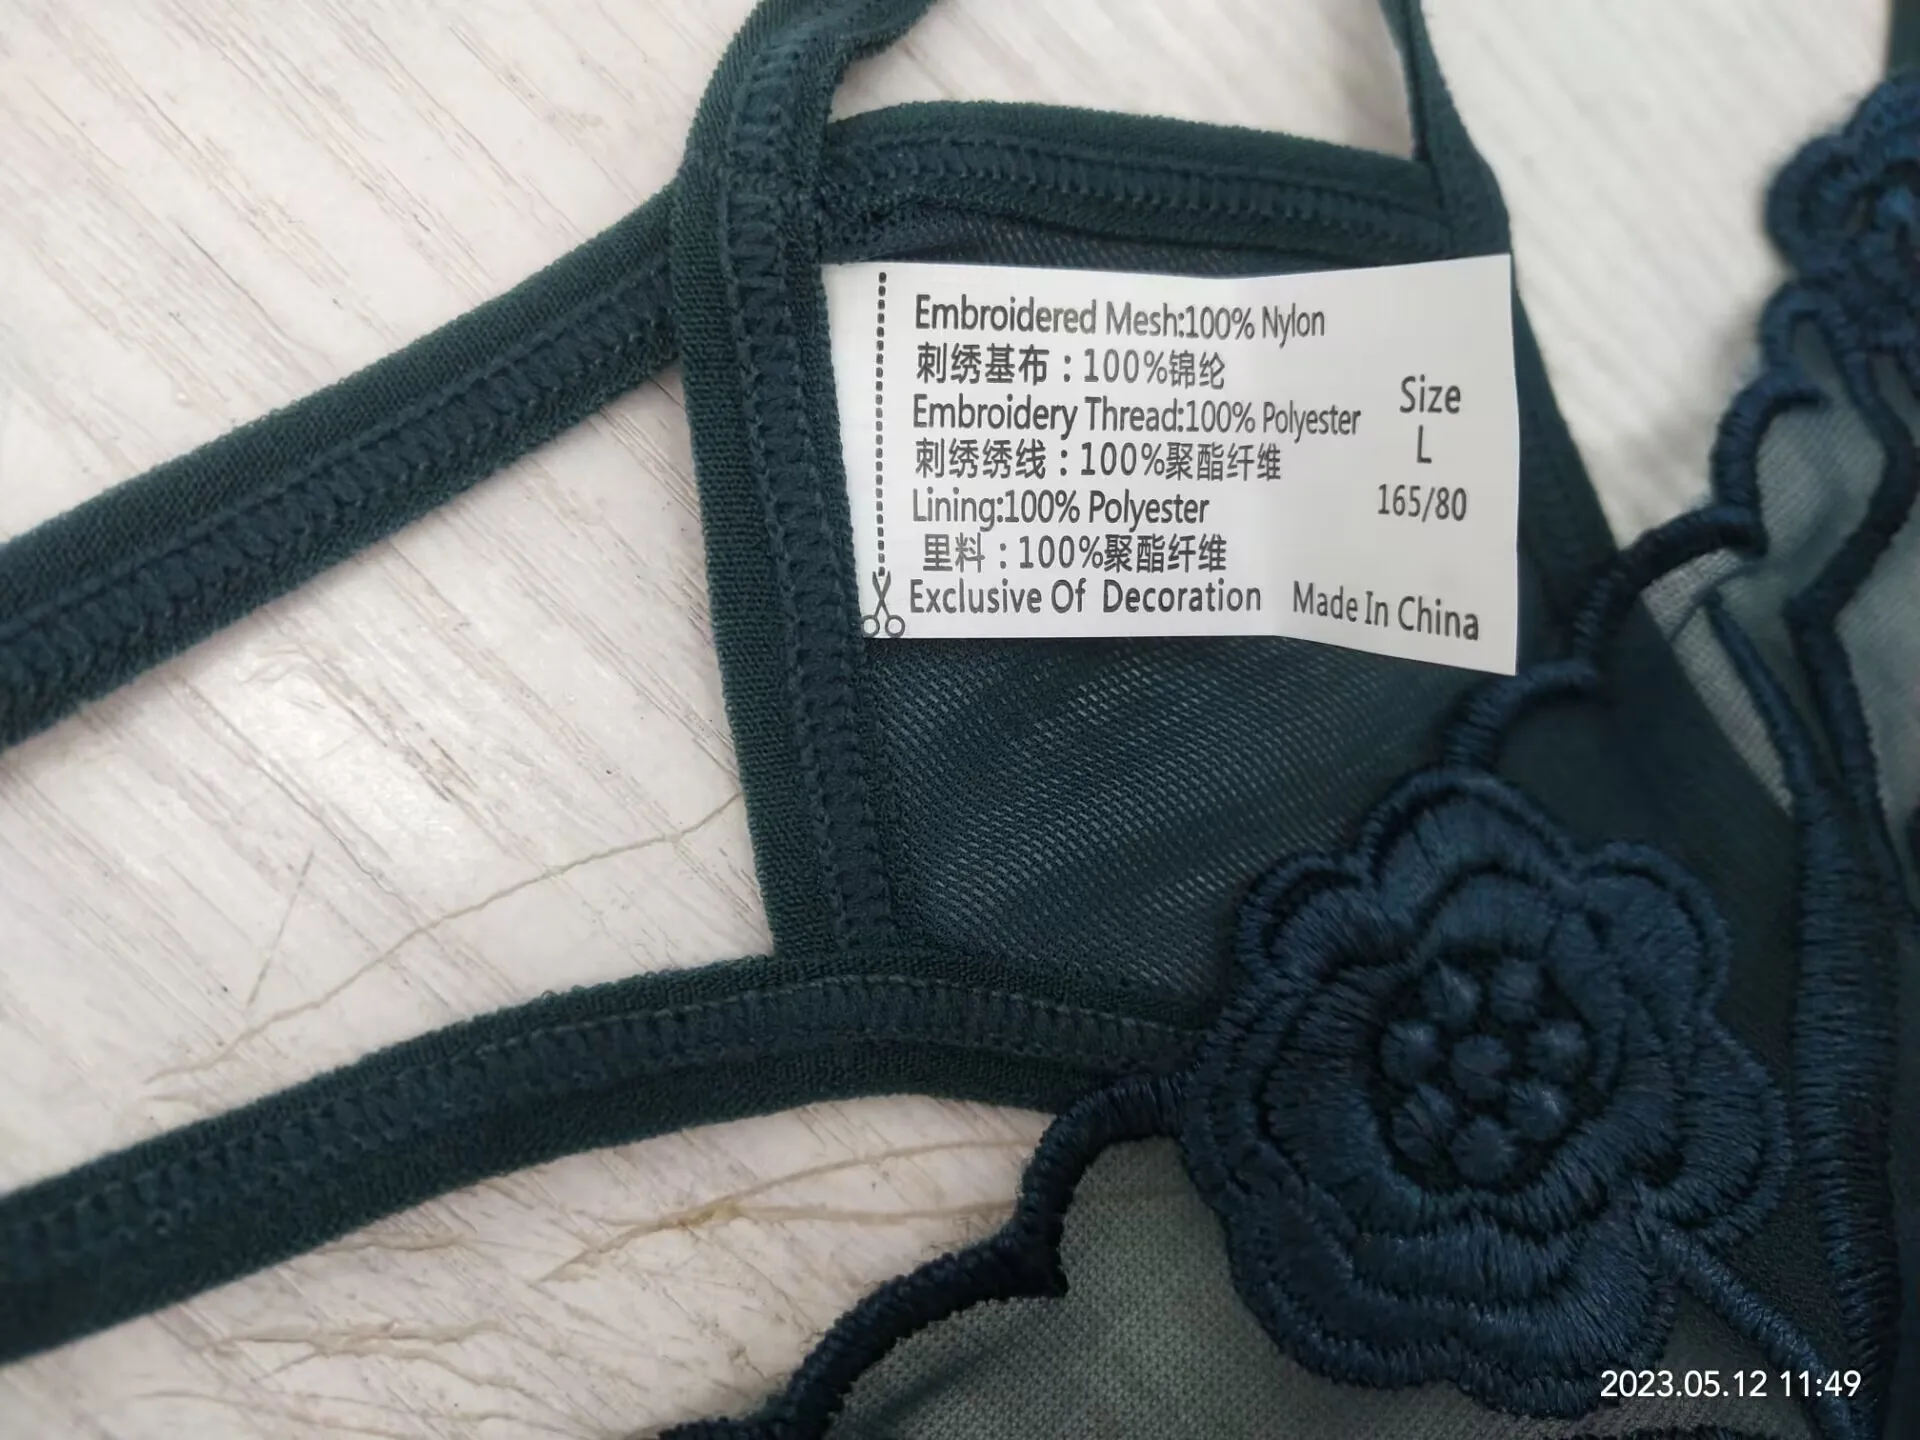 Embroidered Mesh:100% Nylon
刺绣基布：100%锦纶
Embroidery Thread:100% Polyester
刺绣绣线：100%聚酯纤维
Lining:100% Polyester
里料：100%聚酯纤维
Exclusive Of Decoration
Size
L
165/80
Made In China
2023.05.12 11:49